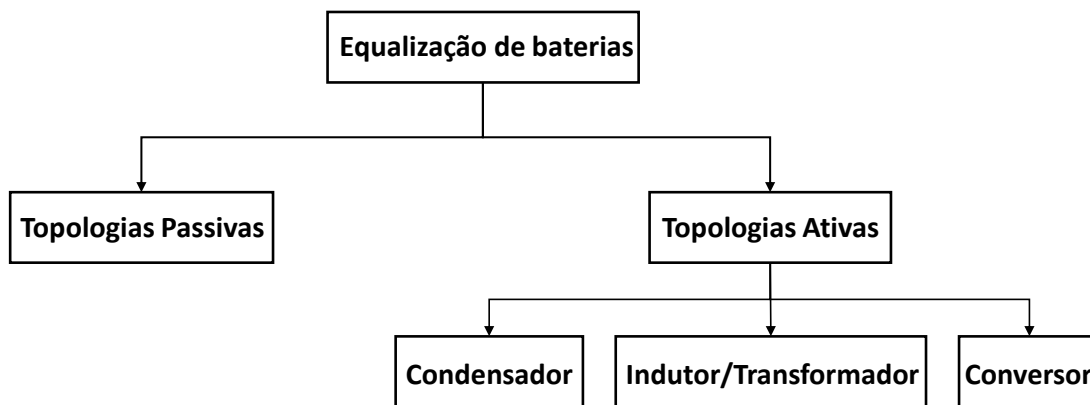 Equalização de baterias
Topologias Passivas
Topologias Ativas
Condensador
Indutor/Transformador
Conversor